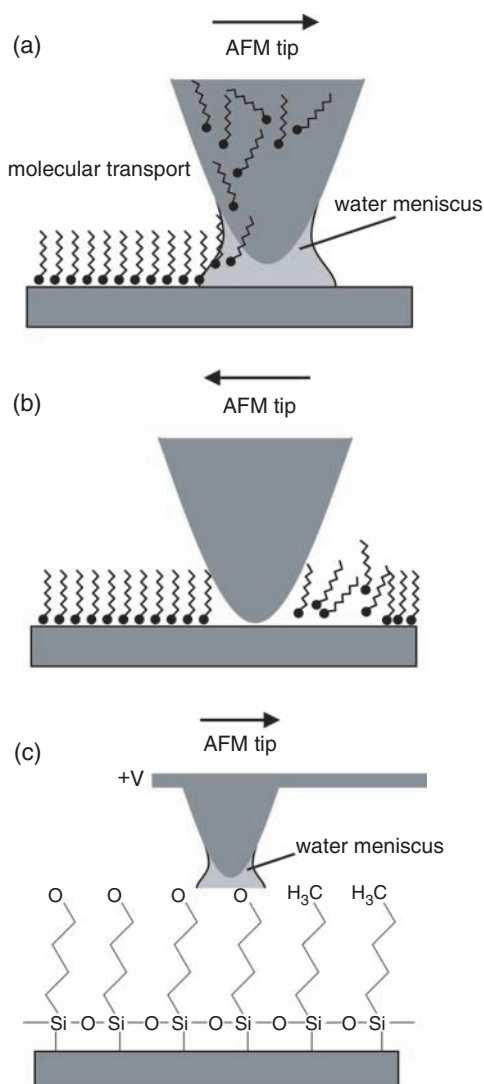 (a)
AFM tip
molecular transport
water meniscus
(b)
AFM tip
(c)
AFM tip
+V
water meniscus
O O O O H₃C H₃C
Si O Si O Si O Si O Si O Si